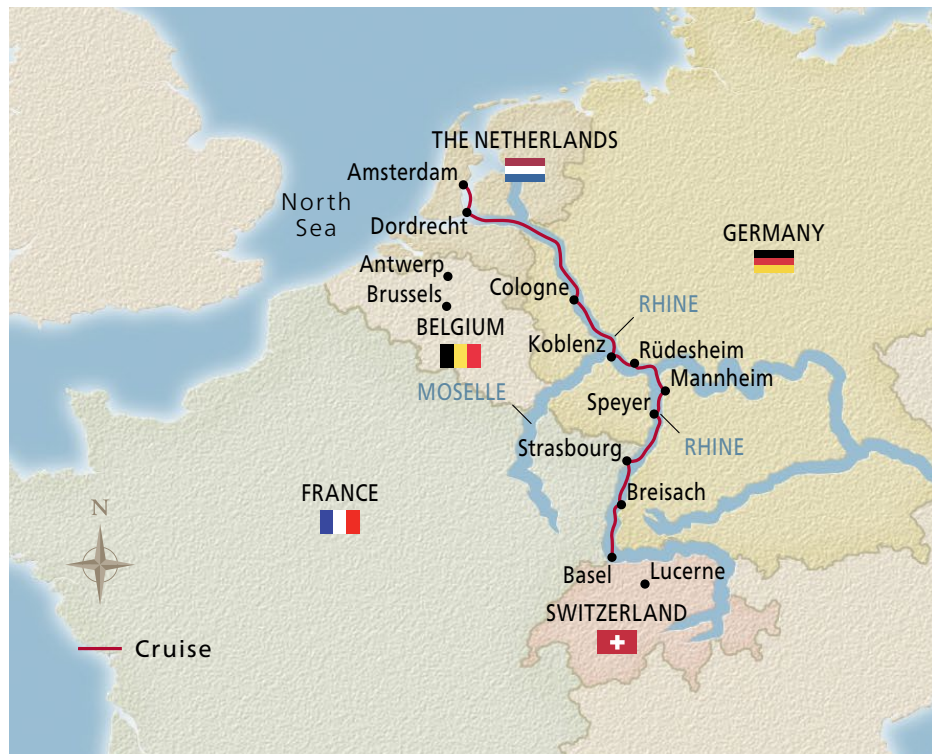 THE NETHERLANDS
Amsterdam
North
Sea
Dordrecht
GERMANY
Antwerp
Brussels
Cologne
RHINE
BELGIUM
Koblenz
Rüdesheim
Mannheim
MOSELLE
Speyer
Strasbourg
RHINE
FRANCE
Breisach
N
Basel
Lucerne
SWITZERLAND
Cruise